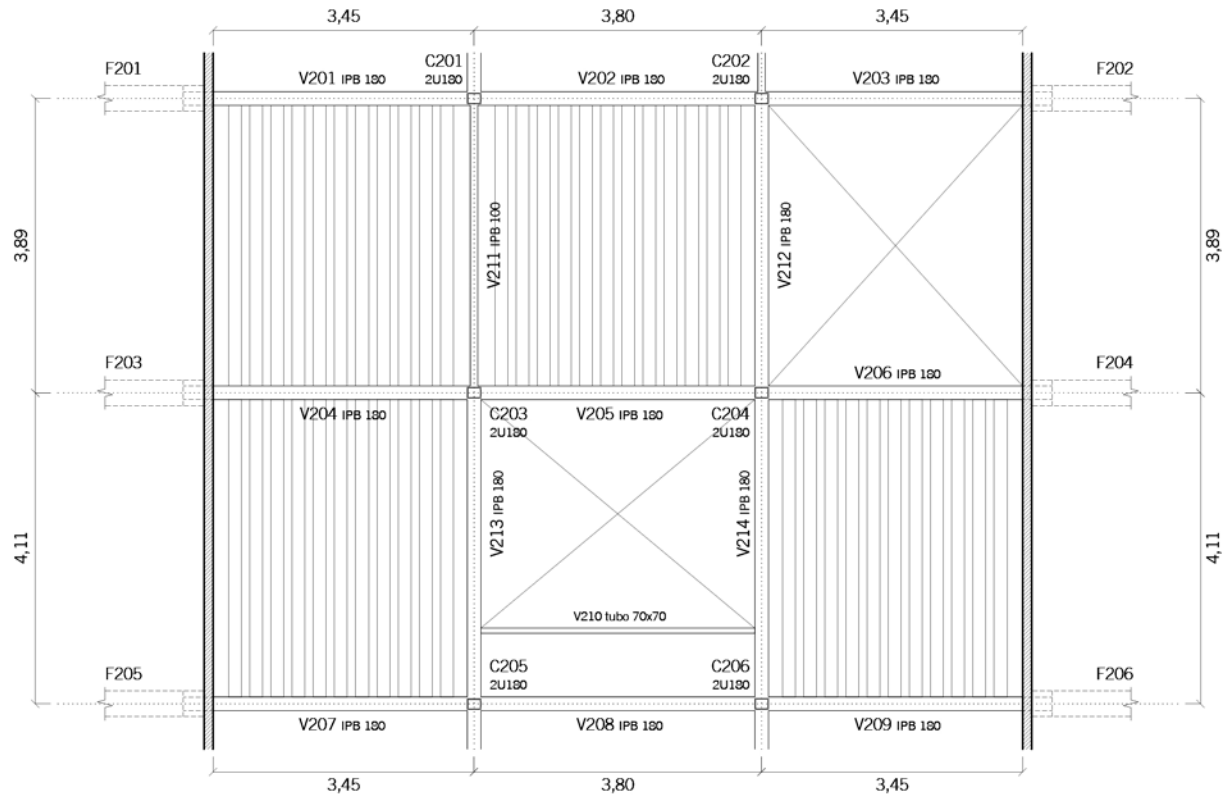 3,45
3,80
3,45
F201
V201 IPB 180
C201
2U180
V202 IPB 180
C202
2U180
V203 IPB 180
F202
3,89
V211 IPB 100
V212 IPB 180
3,89
F203
V204 IPB 180
C203
2U180
V205 IPB 180
C204
2U180
V206 IPB 180
F204
4,11
V213 IPB 180
V214 IPB 180
4,11
V210 tubo 70x70
F205
C205
2U180
C206
2U180
F206
V207 IPB 180
V208 IPB 180
V209 IPB 180
3,45
3,80
3,45